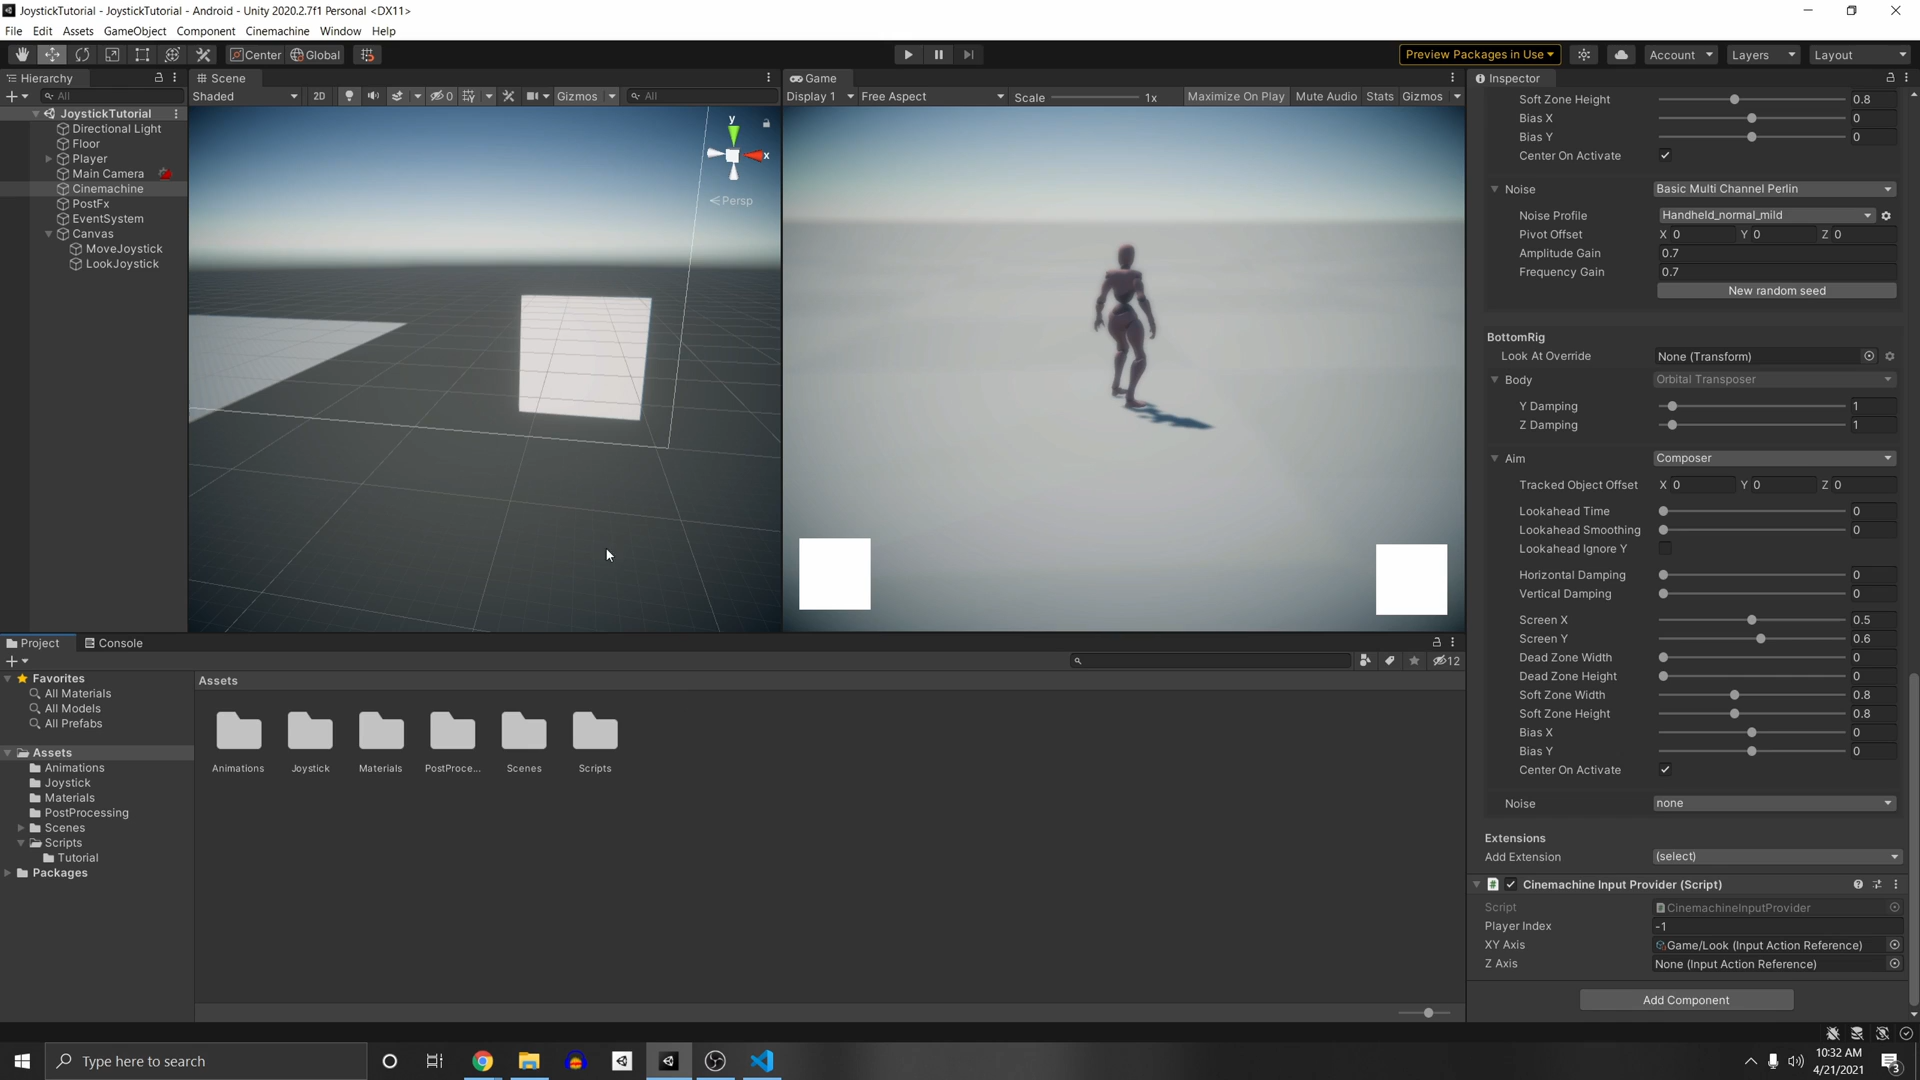 JoystickTutorial - JoystickTutorial - Android - Unity 2020.2.7f1 Personal <DX11>
File Edit Assets GameObject Component Cinemachine Window Help
Center Global
Preview Packages in Use
Account
Layers
Layout
Hierarchy
All
JoystickTutorial
Directional Light
Floor
Player
Main Camera
Cinemachine
PostFx
EventSystem
Canvas
MoveJoystick
LookJoystick
Scene
Shaded 2D 0 Gizmos All
y
x
Persp
Game
Display 1 Free Aspect Scale 1x Maximize On Play Mute Audio Stats Gizmos
Inspector
Soft Zone Height 0.8
Bias X 0
Bias Y 0
Center On Activate
Noise Basic Multi Channel Perlin
Noise Profile Handheld_normal_mild
Pivot Offset X 0 Y 0 Z 0
Amplitude Gain 0.7
Frequency Gain 0.7
New random seed
BottomRig
Look At Override None (Transform)
Body Orbital Transposer
Y Damping 1
Z Damping 1
Aim Composer
Tracked Object Offset X 0 Y 0 Z 0
Lookahead Time 0
Lookahead Smoothing 0
Lookahead Ignore Y
Horizontal Damping 0
Vertical Damping 0
Screen X 0.5
Screen Y 0.6
Dead Zone Width 0
Dead Zone Height 0
Soft Zone Width 0.8
Soft Zone Height 0.8
Bias X 0
Bias Y 0
Center On Activate
Noise none
Extensions
Add Extension (select)
# Cinemachine Input Provider (Script)
Script CinemachineInputProvider
Player Index -1
XY Axis Game/Look (Input Action Reference)
Z Axis None (Input Action Reference)
Add Component
Project Console
12
Favorites
All Materials
All Models
All Prefabs
Assets
Animations
Joystick
Materials
PostProcessing
Scenes
Scripts
Tutorial
Packages
Assets
Animations Joystick Materials PostProce... Scenes Scripts
Type here to search
10:32 AM
4/21/2021
3